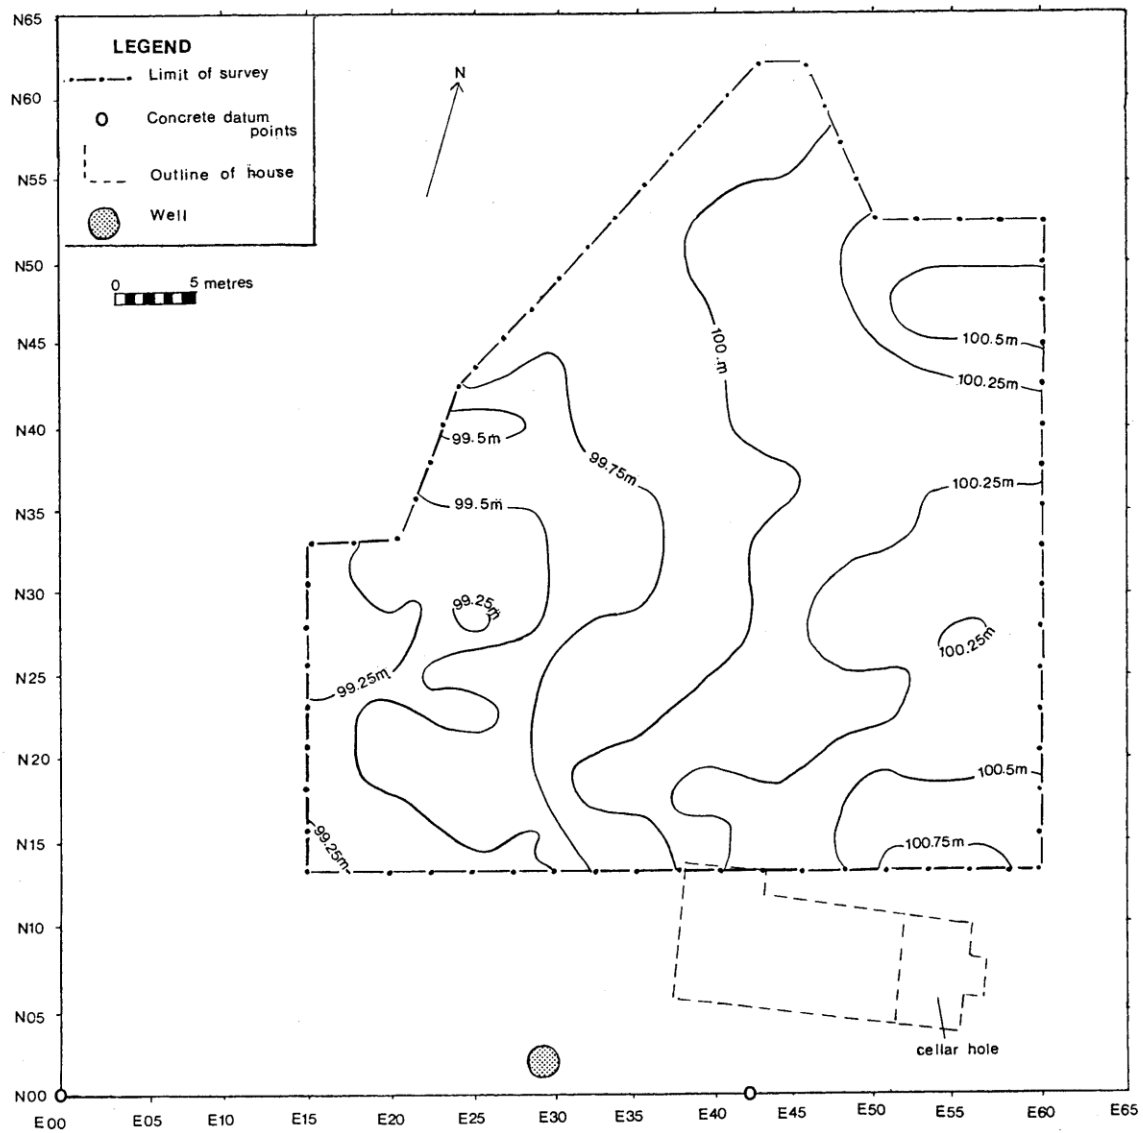 N65
LEGEND
Limit of survey
Concrete datum
points
Outline of house
Well
N
N60
N55
N50
0 5 metres
N45
100.m
100.5m
100.25m
N40
99.5m
99.75m
100.25m
N35
99.5m
N30
99.25m
100.25m
N25
99.25m
N20
100.5m
N15
99.25m
100.75m
N10
N05
cellar hole
N00
E00 E05 E10 E15 E20 E25 E30 E35 E40 E45 E50 E55 E60 E65